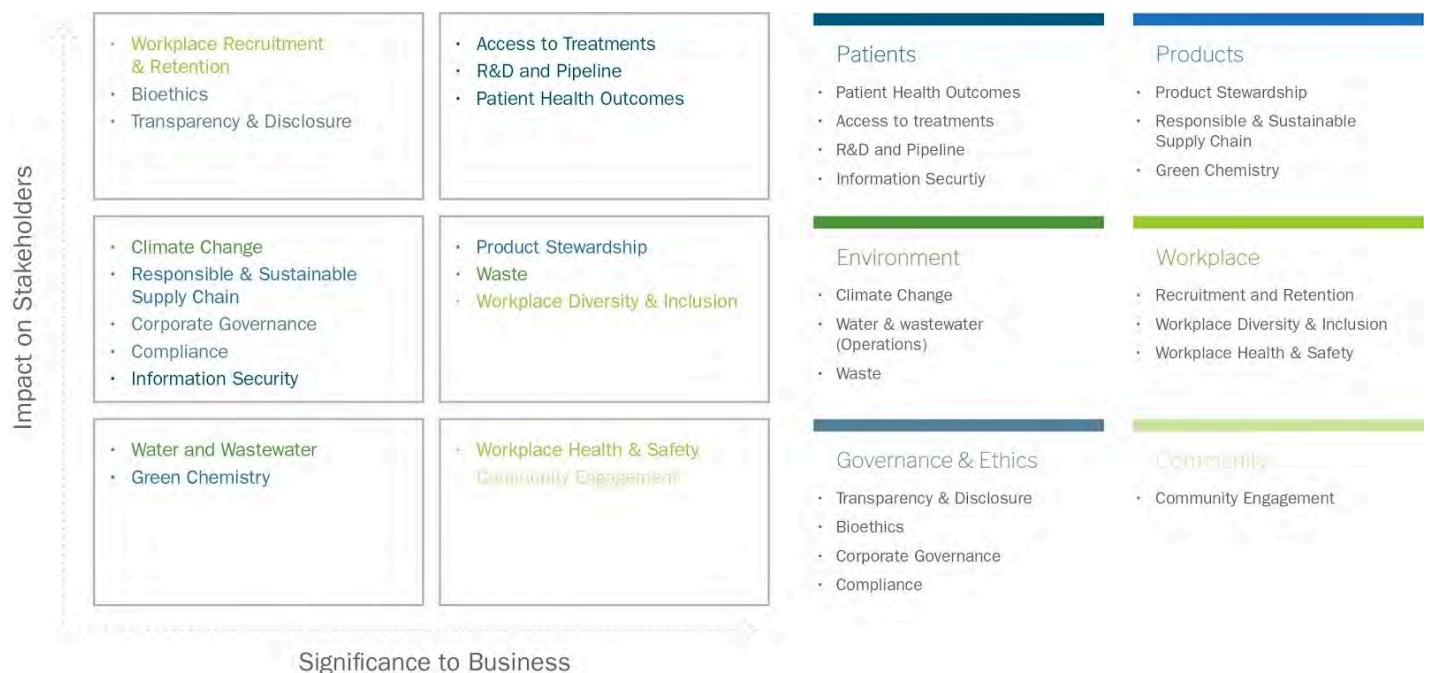 Impact on Stakeholders
· Workplace Recruitment
& Retention
· Bioethics
· Transparency & Disclosure
· Access to Treatments
· R&D and Pipeline
· Patient Health Outcomes
· Climate Change
· Responsible & Sustainable
Supply Chain
· Corporate Governance
· Compliance
· Information Security
· Product Stewardship
· Waste
· Workplace Diversity & Inclusion
· Water and Wastewater
· Green Chemistry
· Workplace Health & Safety
Community Engagement
Significance to Business
Patients
· Patient Health Outcomes
· Access to treatments
· R&D and Pipeline
· Information Securtiy
Products
· Product Stewardship
· Responsible & Sustainable
Supply Chain
· Green Chemistry
Environment
· Climate Change
· Water & wastewater
(Operations)
· Waste
Workplace
· Recruitment and Retention
· Workplace Diversity & Inclusion
· Workplace Health & Safety
Governance & Ethics
· Transparency & Disclosure
· Bioethics
· Corporate Governance
· Compliance
Community
· Community Engagement